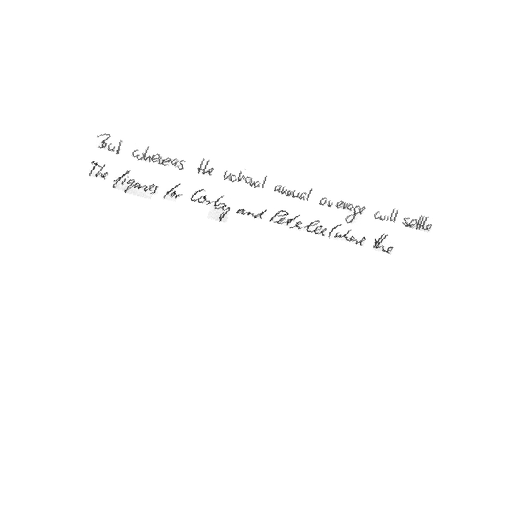 But whereas the national annual average will settle
The figures for Corby and Peterlee (where the